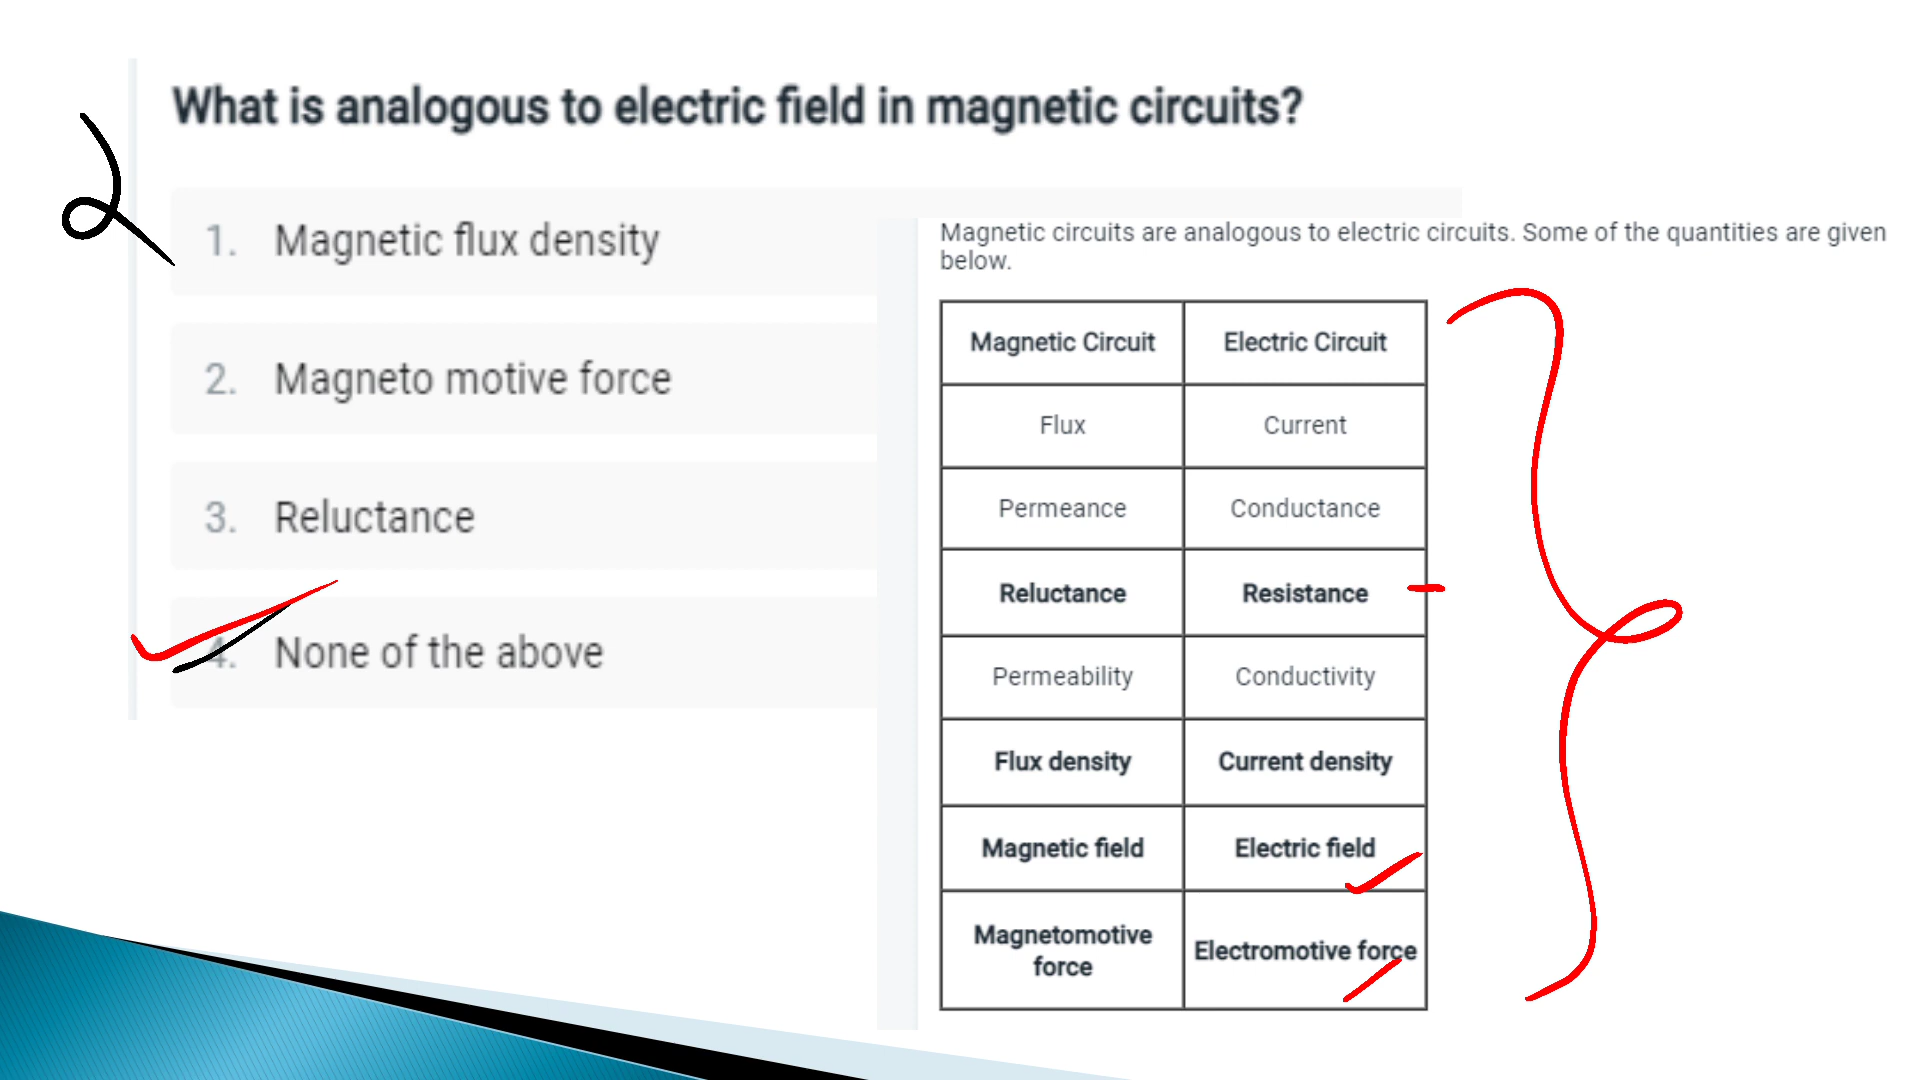 What is analogous to electric field in magnetic circuits?
2
1. Magnetic flux density
2. Magneto motive force
3. Reluctance
4. None of the above
Magnetic circuits are analogous to electric circuits. Some of the quantities are given
below.
Magnetic Circuit Electric Circuit
Flux Current
Permeance Conductance
Reluctance Resistance
Permeability Conductivity
Flux density Current density
Magnetic field Electric field
Magnetomotive
force Electromotive force